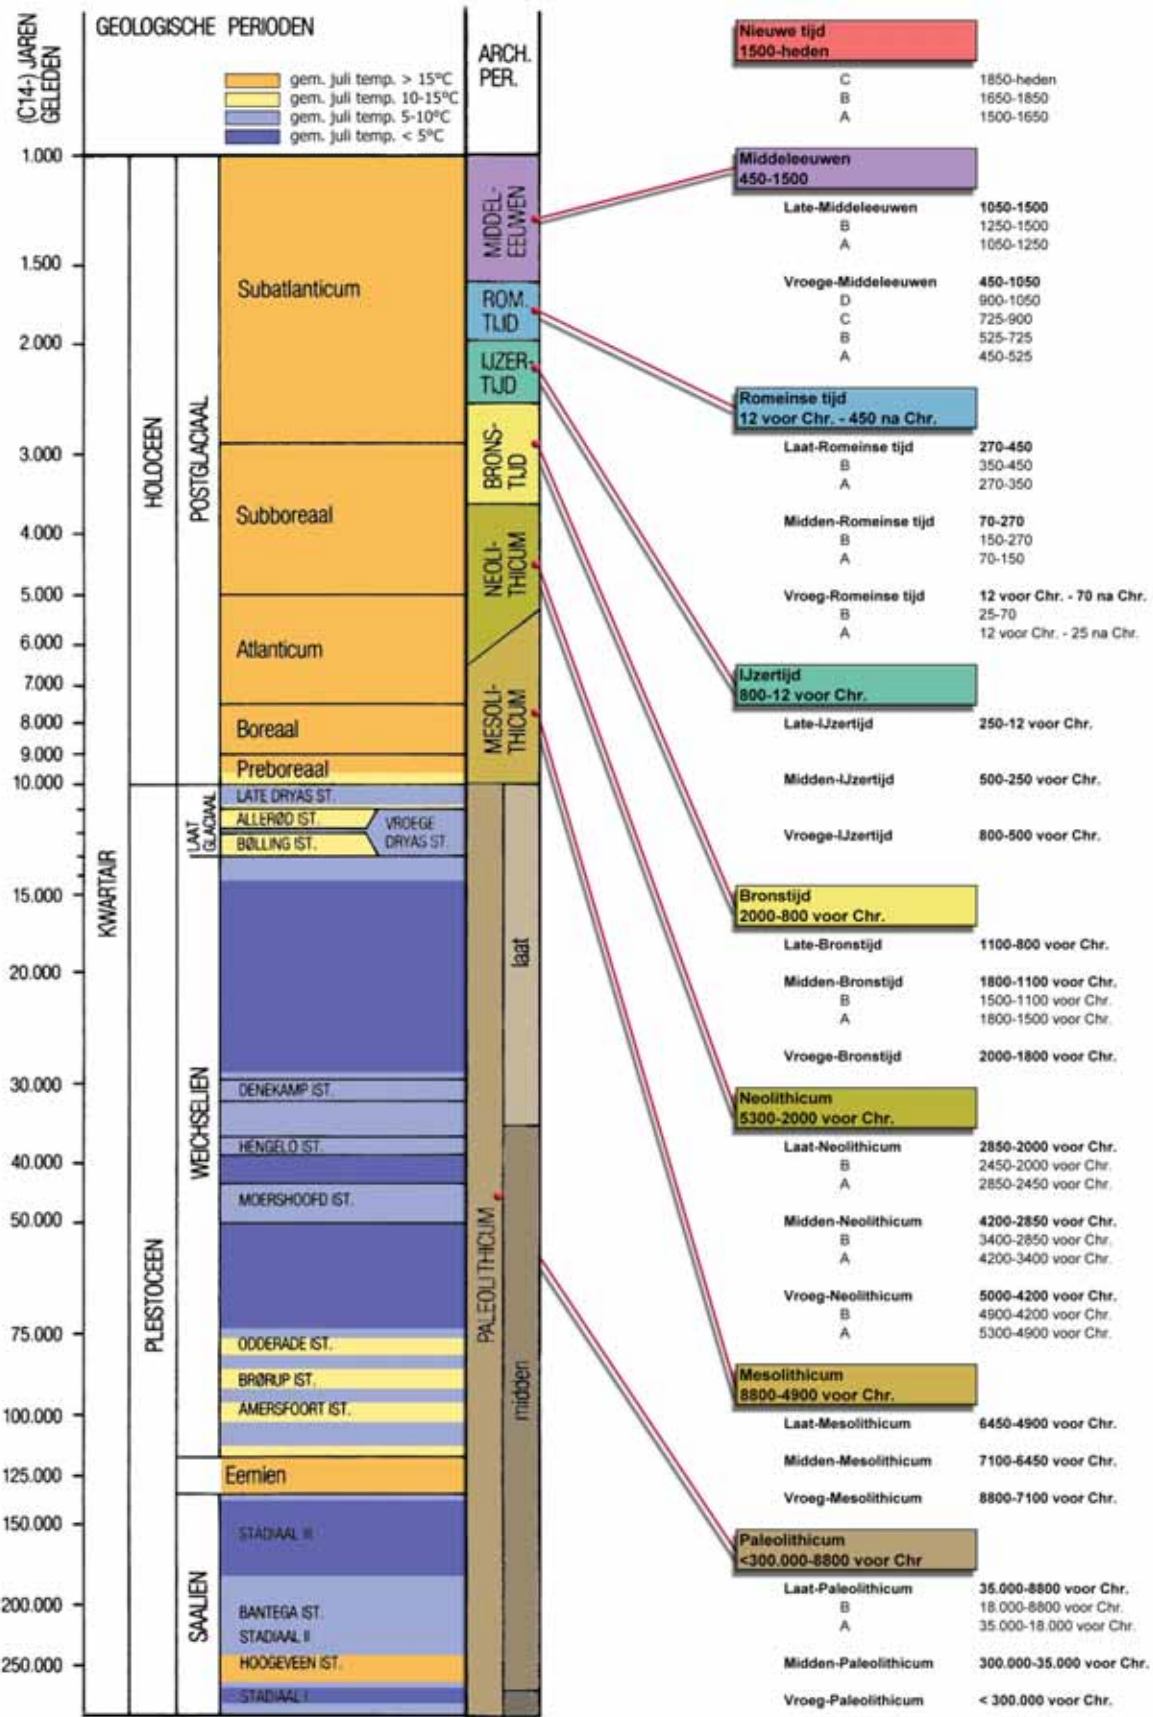 GEOLOGISCHE PERIODEN
(C14-) JAREN
GELEDEN
gem. juli temp. > 15°C
gem. juli temp. 10-15°C
gem. juli temp. 5-10°C
gem. juli temp. < 5°C
ARCH.
PER.
1.000
1.500
2.000
3.000
4.000
5.000
6.000
7.000
8.000
9.000
10.000
15.000
20.000
30.000
40.000
50.000
75.000
100.000
125.000
150.000
200.000
250.000
KWARTAIR
HOLOCEEN
PLEISTOCEEN
POSTGLACIAAL
LAAT
GLACIAAL
WEICHSELIEN
SAALIEN
Subatlanticum
Subboreaal
Atlanticum
Boreaal
Preboreaal
LATE DRYAS ST.
ALLERØD IST.
VROEGE
DRYAS ST.
BØLLING IST.
DENEKAMP IST.
HENGELO IST.
MOERSHOOFD IST.
ODDERADE IST.
BRØRUP IST.
AMERSFOORT IST.
Eemien
STADIAAL III
BANTEGA IST.
STADIAAL II
HOOGEVEEN IST.
STADIAAL I
MIDDEL-
EEUWEN
ROM.
TIJD
IJZER-
TIJD
BRONS-
TIJD
NEOLI-
THICUM
MESOLI-
THICUM
PALEOLITHICUM
laat
midden
Nieuwe tijd
1500-heden
C 1850-heden
B 1650-1850
A 1500-1650
Middeleeuwen
450-1500
Late-Middeleeuwen 1050-1500
B 1250-1500
A 1050-1250
Vroege-Middeleeuwen 450-1050
D 900-1050
C 725-900
B 525-725
A 450-525
Romeinse tijd
12 voor Chr. - 450 na Chr.
Laat-Romeinse tijd 270-450
B 350-450
A 270-350
Midden-Romeinse tijd 70-270
B 150-270
A 70-150
Vroeg-Romeinse tijd 12 voor Chr. - 70 na Chr.
B 25-70
A 12 voor Chr. - 25 na Chr.
IJzertijd
800-12 voor Chr.
Late-IJzertijd 250-12 voor Chr.
Midden-IJzertijd 500-250 voor Chr.
Vroege-IJzertijd 800-500 voor Chr.
Bronstijd
2000-800 voor Chr.
Late-Bronstijd 1100-800 voor Chr.
Midden-Bronstijd 1800-1100 voor Chr.
B 1500-1100 voor Chr.
A 1800-1500 voor Chr.
Vroege-Bronstijd 2000-1800 voor Chr.
Neolithicum
5300-2000 voor Chr.
Laat-Neolithicum 2850-2000 voor Chr.
B 2450-2000 voor Chr.
A 2850-2450 voor Chr.
Midden-Neolithicum 4200-2850 voor Chr.
B 3400-2850 voor Chr.
A 4200-3400 voor Chr.
Vroeg-Neolithicum 5000-4200 voor Chr.
B 4900-4200 voor Chr.
A 5300-4900 voor Chr.
Mesolithicum
8800-4900 voor Chr.
Laat-Mesolithicum 6450-4900 voor Chr.
Midden-Mesolithicum 7100-6450 voor Chr.
Vroeg-Mesolithicum 8800-7100 voor Chr.
Paleolithicum
<300.000-8800 voor Chr
Laat-Paleolithicum 35.000-8800 voor Chr.
B 18.000-8800 voor Chr.
A 35.000-18.000 voor Chr.
Midden-Paleolithicum 300.000-35.000 voor Chr.
Vroeg-Paleolithicum < 300.000 voor Chr.